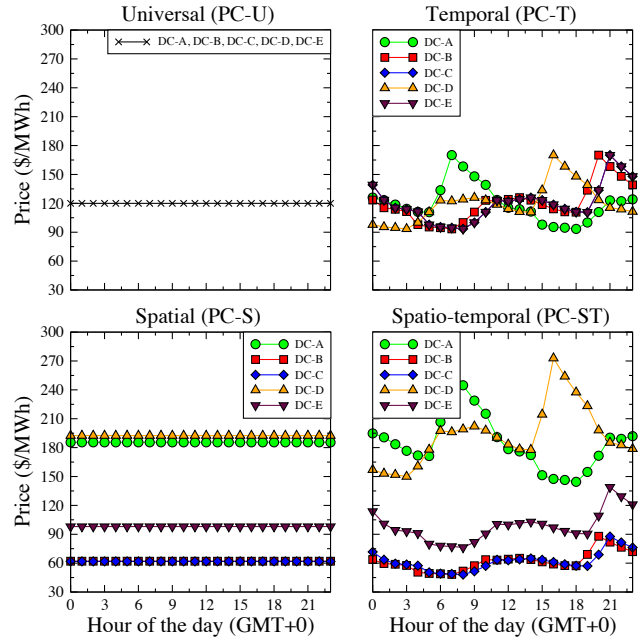 Universal (PC-U)
Temporal (PC-T)
Price ($/MWh)
300
270
240
210
180
150
120
90
60
30
DC-A, DC-B, DC-C, DC-D, DC-E
DC-A
DC-B
DC-C
DC-D
DC-E
Spatial (PC-S)
Spatio-temporal (PC-ST)
Price ($/MWh)
300
270
240
210
180
150
120
90
60
30
DC-A
DC-B
DC-C
DC-D
DC-E
DC-A
DC-B
DC-C
DC-D
DC-E
0 3 6 9 12 15 18 21
0 3 6 9 12 15 18 21
Hour of the day (GMT+0)
Hour of the day (GMT+0)